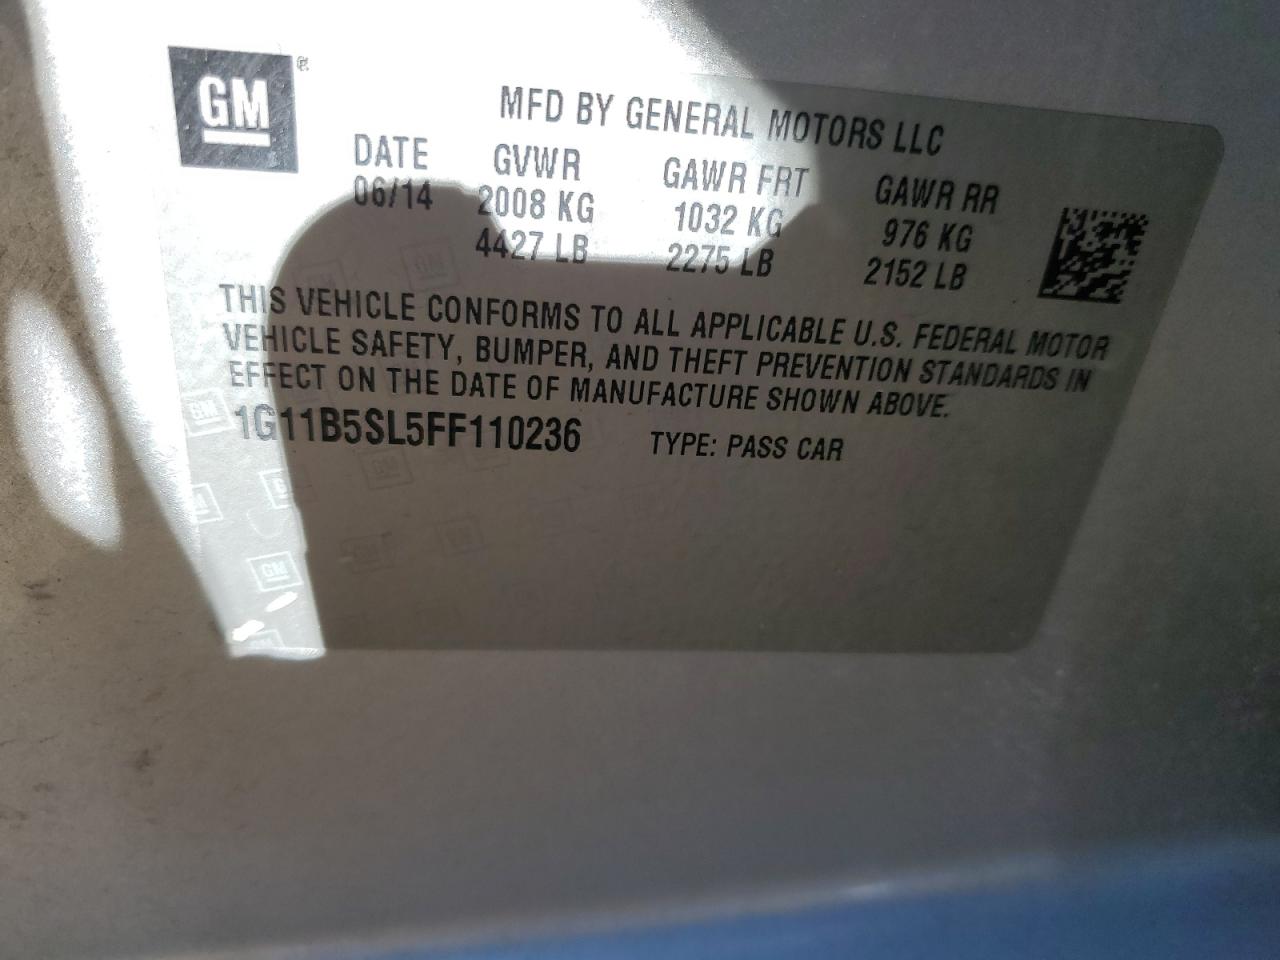 GM®
MFD BY GENERAL MOTORS LLC
DATE GVWR GAWR FRT GAWR RR
06/14 2008 KG 1032 KG 976 KG
4427 LB 2275 LB 2152 LB
THIS VEHICLE CONFORMS TO ALL APPLICABLE U.S. FEDERAL MOTOR
VEHICLE SAFETY, BUMPER, AND THEFT PREVENTION STANDARDS IN
EFFECT ON THE DATE OF MANUFACTURE SHOWN ABOVE.
1G11B5SL5FF110236 TYPE: PASS CAR